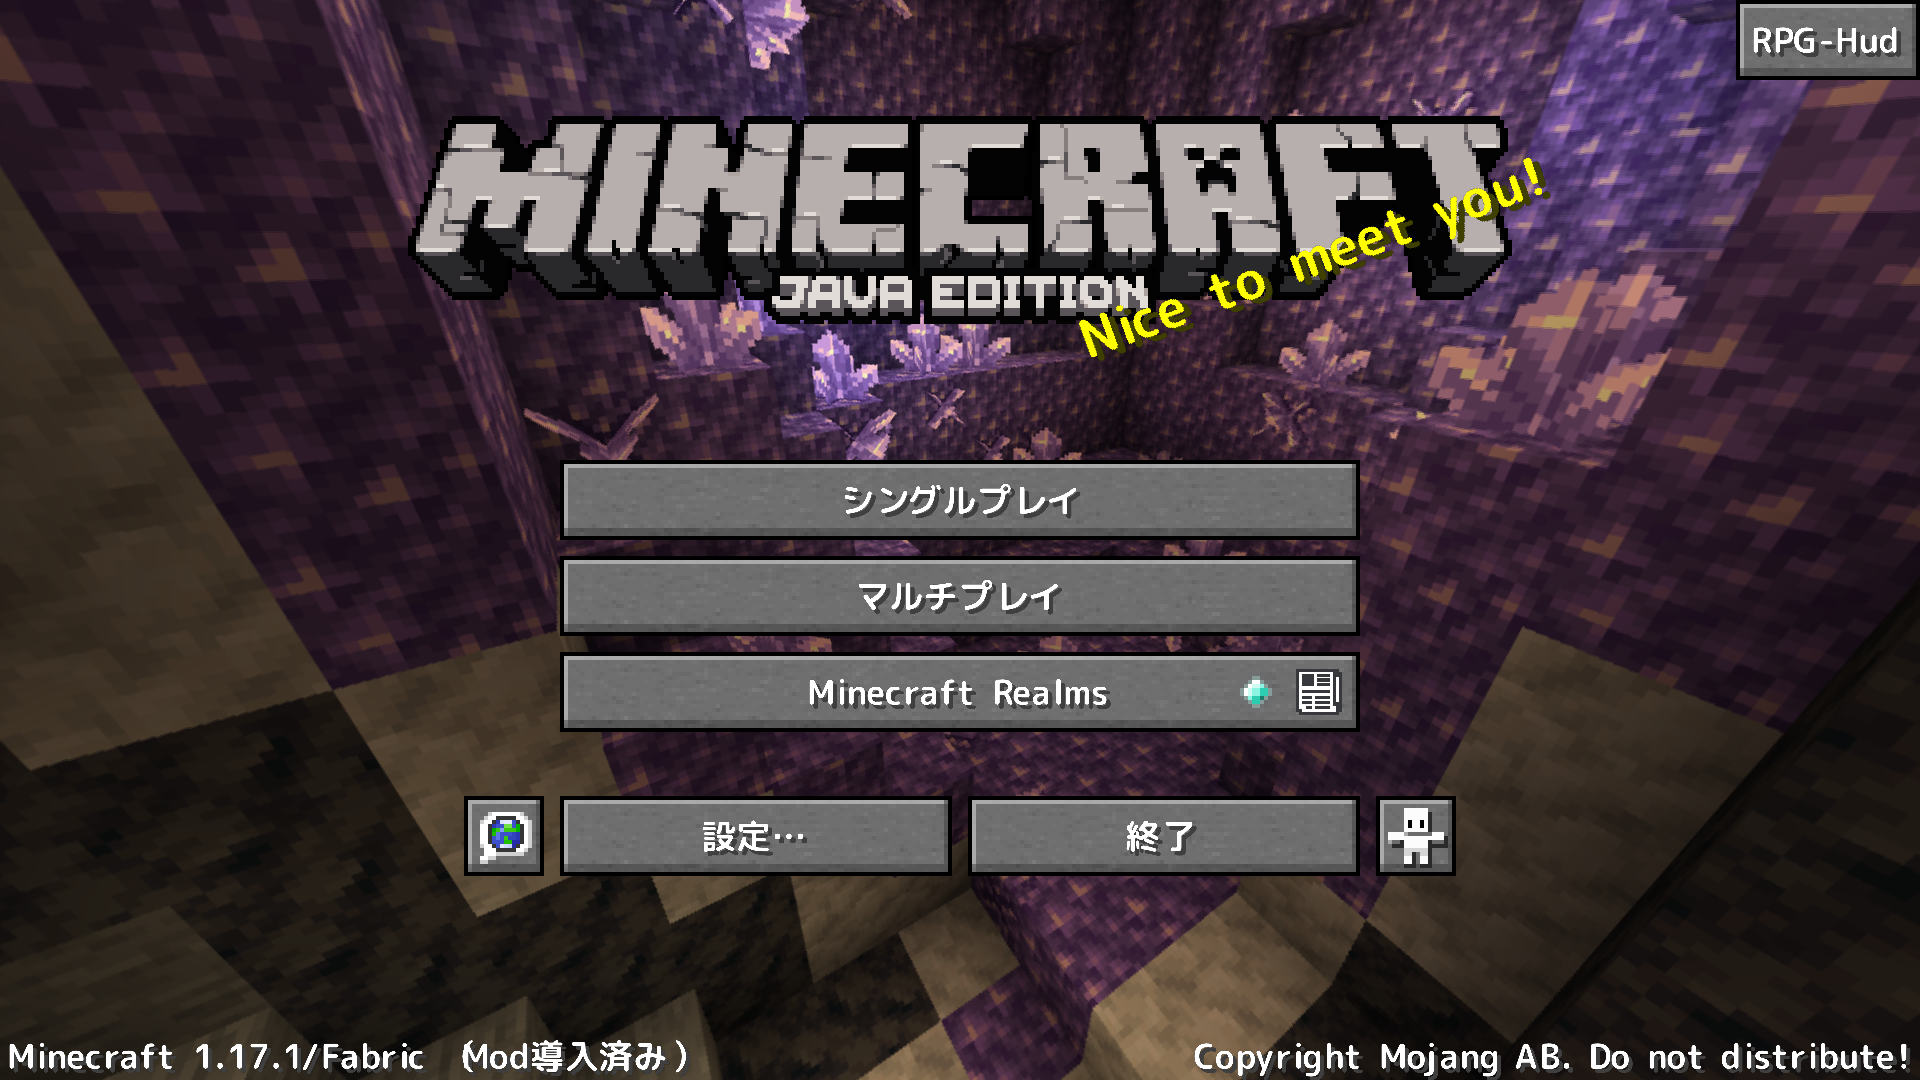 RPG-Hud
MINECRAFT
JAVA EDITION
Nice to meet you!
シングルプレイ
マルチプレイ
Minecraft Realms
設定…
終了
Minecraft 1.17.1/Fabric (Mod導入済み)
Copyright Mojang AB. Do not distribute!